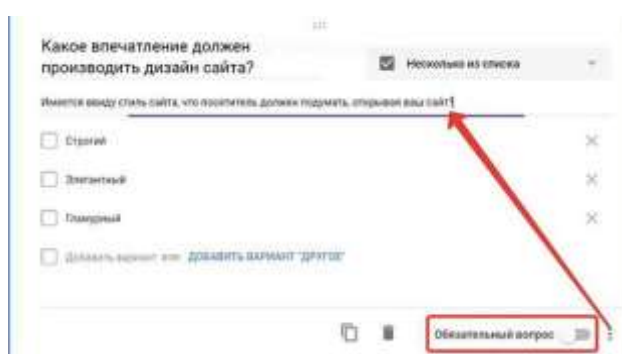 Какое впечатление должен
производить дизайн сайта?
Несколько из списка
Имеется ввиду стиль сайта, что посетитель должен подумать, открывая ваш сайт
Строгий
Элегантный
Гламурный
Добавить вариант или ДОБАВИТЬ ВАРИАНТ "ДРУГОЕ"
Обязательный вопрос